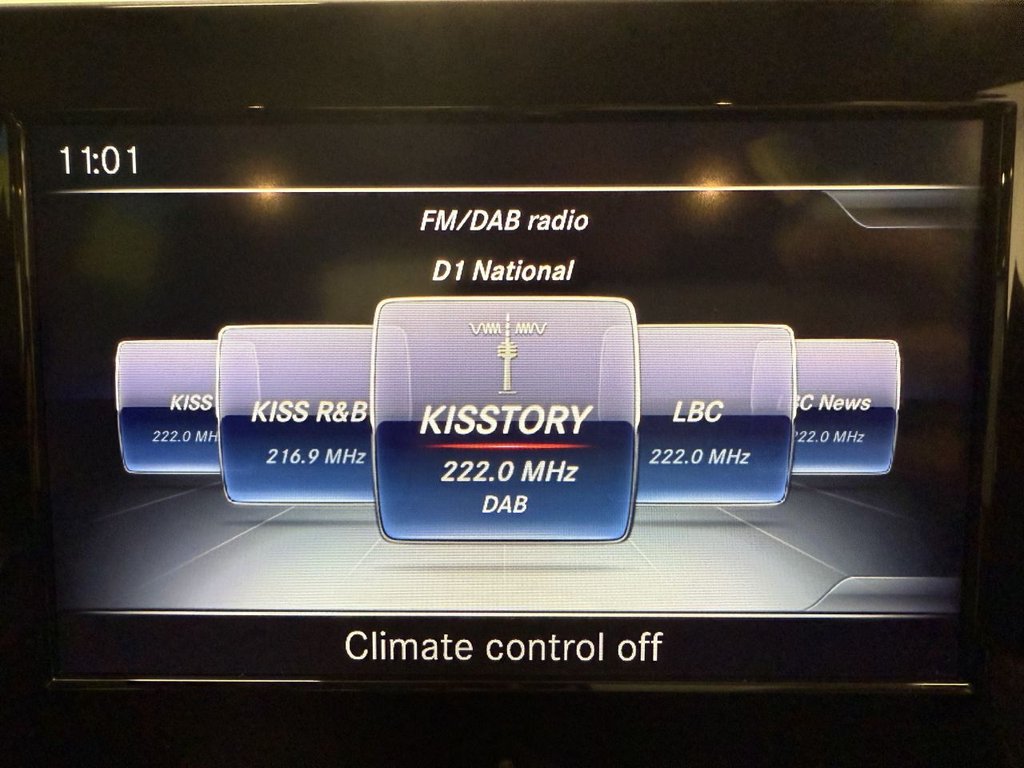 11:01
FM/DAB radio
D1 National
KISS
222.0 MH
KISS R&B
216.9 MHz
KISSTORY
222.0 MHz
DAB
LBC
222.0 MHz
C News
22.0 MHz
Climate control off